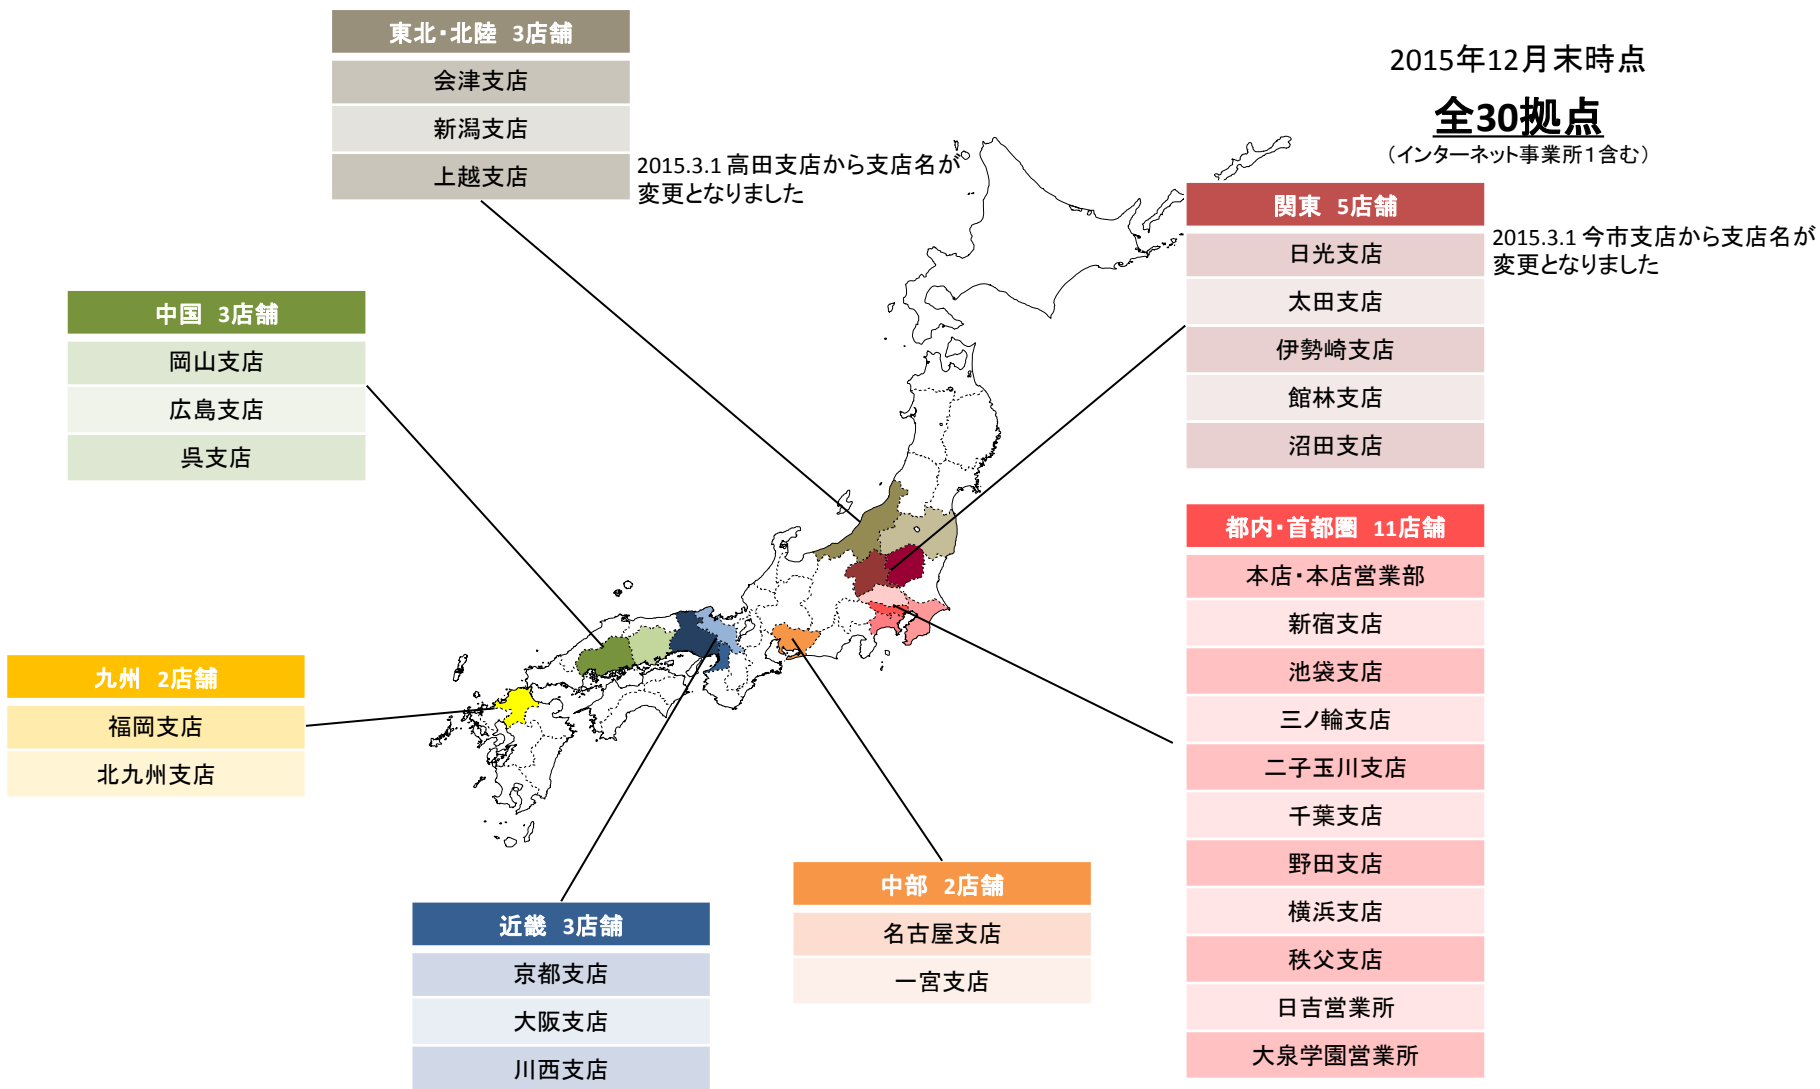 東北・北陸 3店舗
会津支店
新潟支店
上越支店
2015.3.1 高田支店から支店名が
変更となりました
2015年12月末時点
全30拠点
（インターネット事業所1含む）
関東 5店舗
日光支店
太田支店
伊勢崎支店
館林支店
沼田支店
2015.3.1 今市支店から支店名が
変更となりました
中国 3店舗
岡山支店
広島支店
呉支店
都内・首都圏 11店舗
本店・本店営業部
新宿支店
池袋支店
三ノ輪支店
二子玉川支店
千葉支店
野田支店
横浜支店
秩父支店
日吉営業所
大泉学園営業所
九州 2店舗
福岡支店
北九州支店
中部 2店舗
名古屋支店
一宮支店
近畿 3店舗
京都支店
大阪支店
川西支店